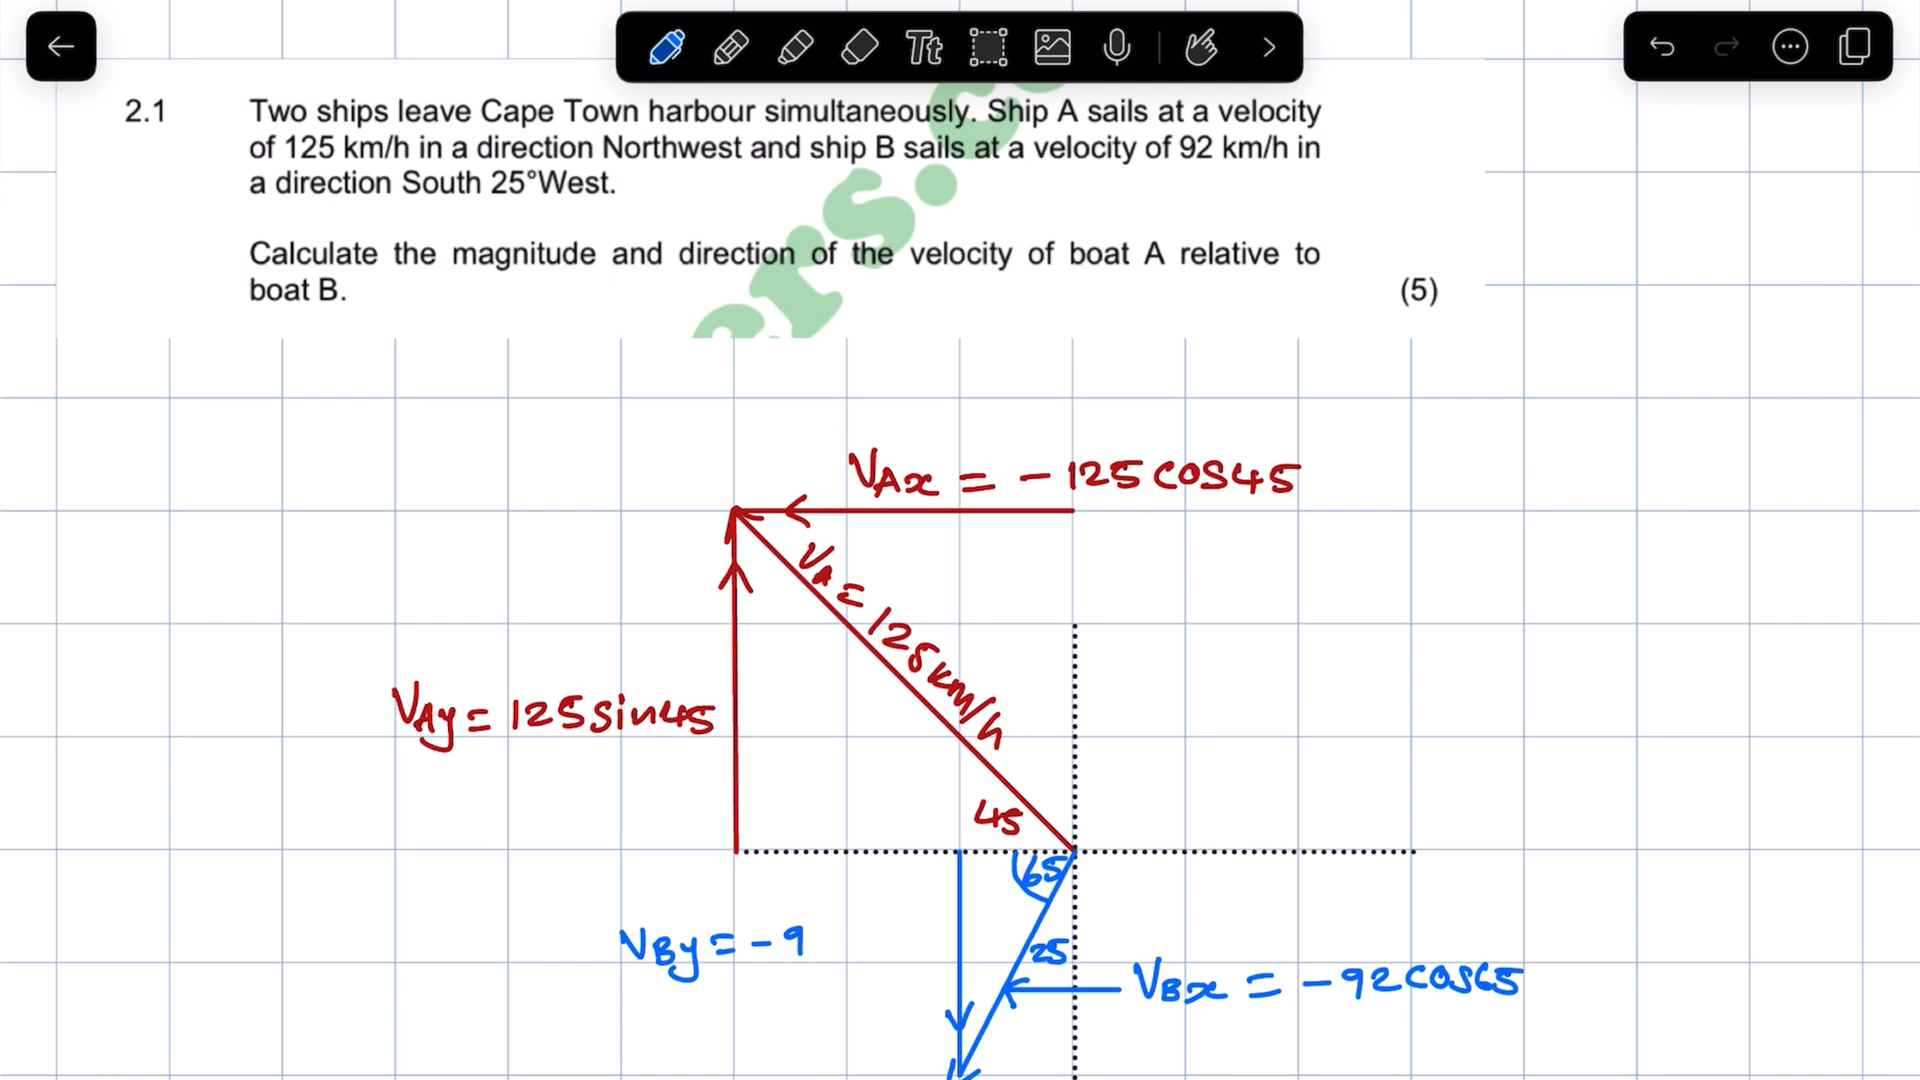 2.1 Two ships leave Cape Town harbour simultaneously. Ship A sails at a velocity
of 125 km/h in a direction Northwest and ship B sails at a velocity of 92 km/h in
a direction South 25°West.
Calculate the magnitude and direction of the velocity of boat A relative to
boat B.
(5)
VAx = - 125 cos45
VA = 125km/h
VAy = 125 sin45
45
65
VBy = - 9
25
VBx = - 92 cos65
Tt